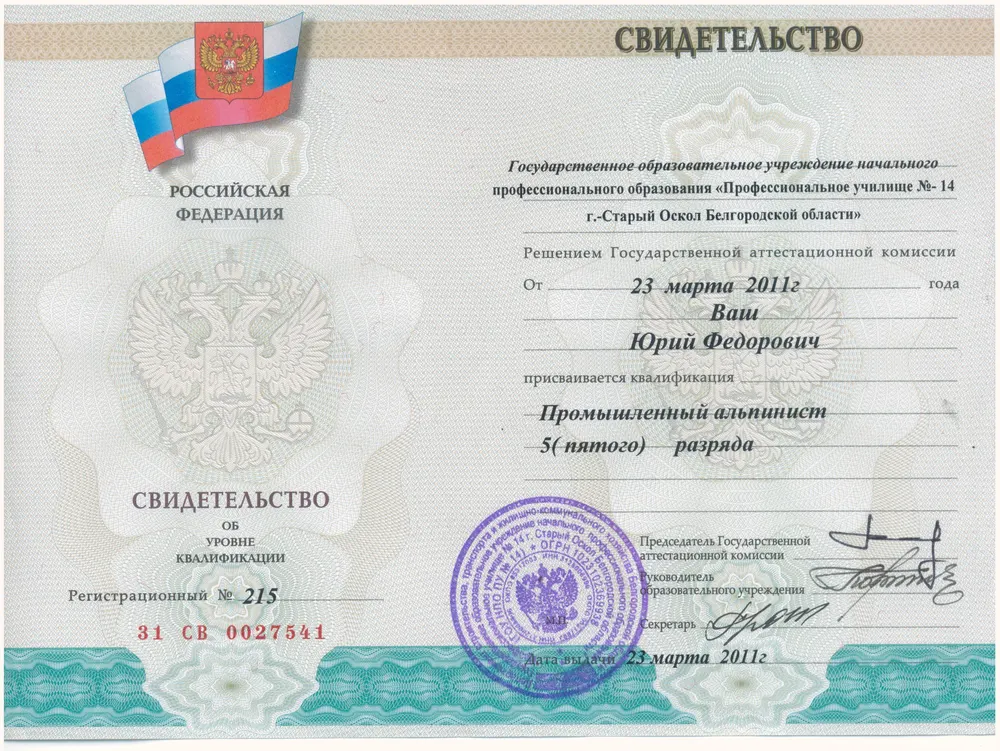 РОССИЙСКАЯ
ФЕДЕРАЦИЯ
СВИДЕТЕЛЬСТВО
ОБ
УРОВНЕ
КВАЛИФИКАЦИИ
Регистрационный № 215
31 СВ 0027541
СВИДЕТЕЛЬСТВО
Государственное образовательное учреждение начального
профессионального образования «Профессиональное училище №- 14
г.-Старый Оскол Белгородской области»
Решением Государственной аттестационной комиссии
От 23 марта 2011г года
Ваш
Юрий Федорович
присваивается квалификация
Промышленный альпинист
5( пятого) разряда
Председатель Государственной
аттестационной комиссии
Руководитель
образовательного учреждения
Секретарь
М.П.
Дата выдачи 23 марта 2011г